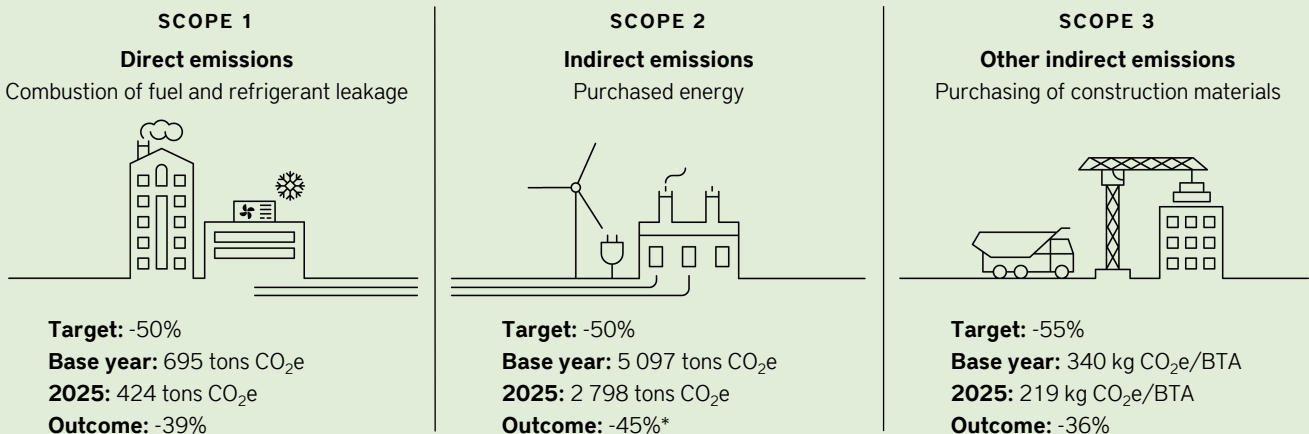 SCOPE 1
Direct emissions
Combustion of fuel and refrigerant leakage
Target: -50%
Base year: 695 tons CO₂e
2025: 424 tons CO₂e
Outcome: -39%
SCOPE 2
Indirect emissions
Purchased energy
Target: -50%
Base year: 5 097 tons CO₂e
2025: 2 798 tons CO₂e
Outcome: -45%*
SCOPE 3
Other indirect emissions
Purchasing of construction materials
Target: -55%
Base year: 340 kg CO₂e/BTA
2025: 219 kg CO₂e/BTA
Outcome: -36%